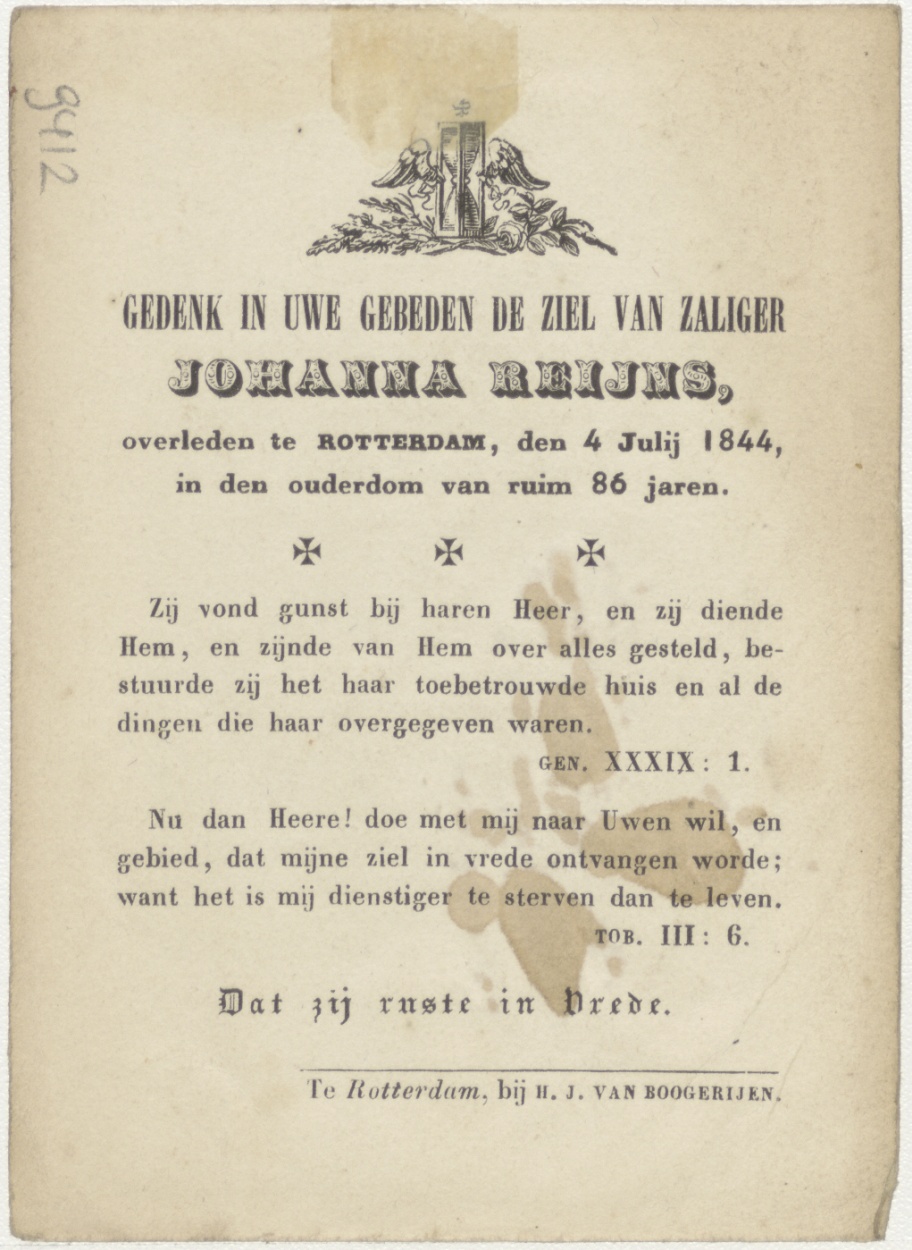 9412
GEDENK IN UWE GEBEDEN DE ZIEL VAN ZALIGER
JOHANNA REIJNS,
overleden te ROTTERDAM, den 4 Julij 1844,
in den ouderdom van ruim 86 jaren.
Zij vond gunst bij haren Heer, en zij diende
Hem, en zijnde van Hem over alles gesteld, be-
stuurde zij het haar toebetrouwde huis en al de
dingen die haar overgegeven waren.
GEN. XXXIX: 1.
Nu dan Heere! doe met mij naar Uwen wil, en
gebied, dat mijne ziel in vrede ontvangen worde;
want het is mij dienstiger te sterven dan te leven.
TOB. III: 6.
Dat zij ruste in Vrede.
Te Rotterdam, bij H. J. VAN BOOGERIJEN.